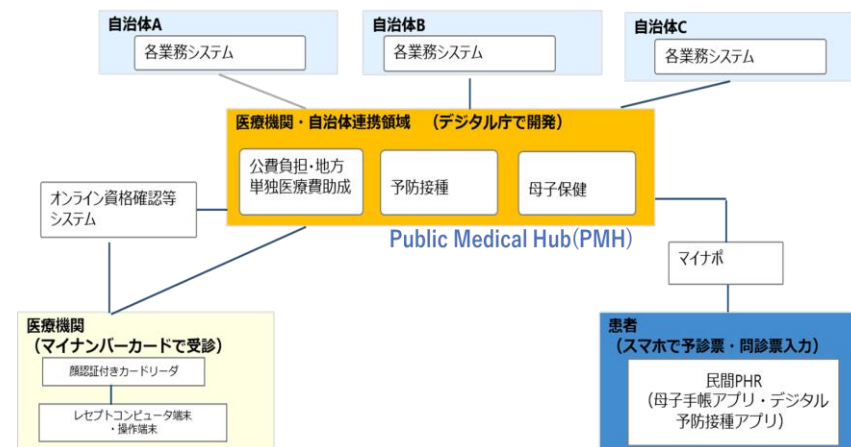 自治体A
各業務システム
自治体B
各業務システム
自治体C
各業務システム
医療機関・自治体連携領域　（デジタル庁で開発）
公費負担・地方
単独医療費助成
予防接種
母子保健
Public Medical Hub(PMH)
オンライン資格確認等
システム
マイナポ
医療機関
（マイナンバーカードで受診）
顔認証付きカードリーダ
レセプトコンピュータ端末
・操作端末
患者
（スマホで予診票・問診票入力）
民間PHR
（母子手帳アプリ・デジタル
予防接種アプリ）